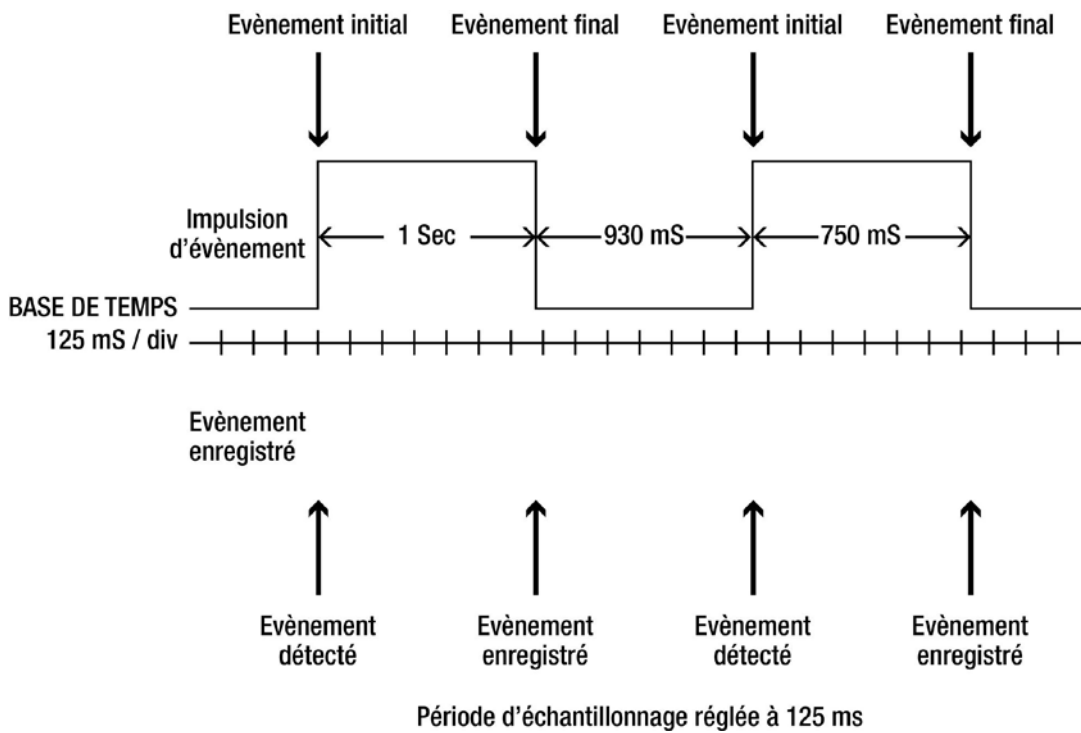 Evènement initial Evènement final Evènement initial Evènement final
Impulsion
d’évènement
1 Sec 930 mS 750 mS
BASE DE TEMPS
125 mS / div
Evènement
enregistré
Evènement
détecté
Evènement
enregistré
Evènement
détecté
Evènement
enregistré
Période d’échantillonnage réglée à 125 ms